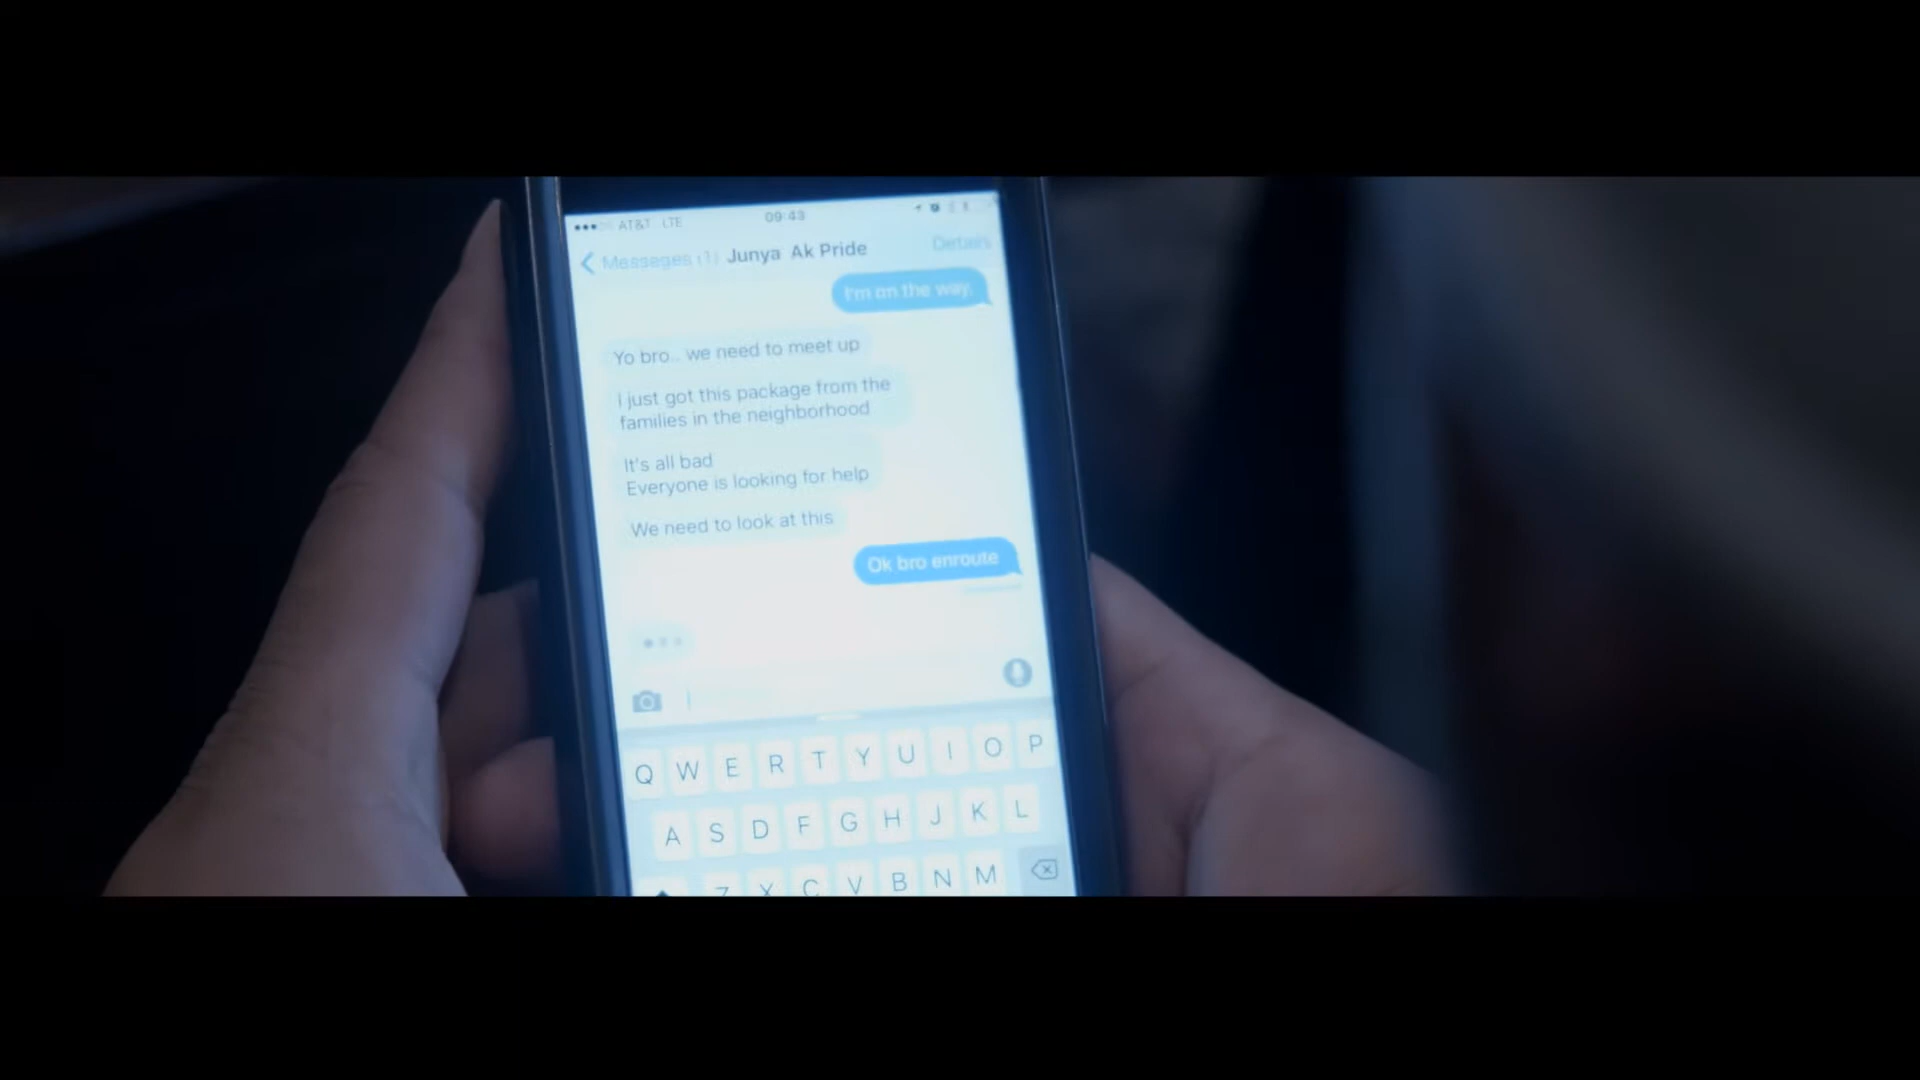 AT&T LTE 09:43
Messages (1) Junya Ak Pride Details
I'm on the way.
Yo bro.. we need to meet up
I just got this package from the
families in the neighborhood
It's all bad
Everyone is looking for help
We need to look at this
Ok bro enroute
Q W E R T Y U I O P
A S D F G H J K L
Z X C V B N M